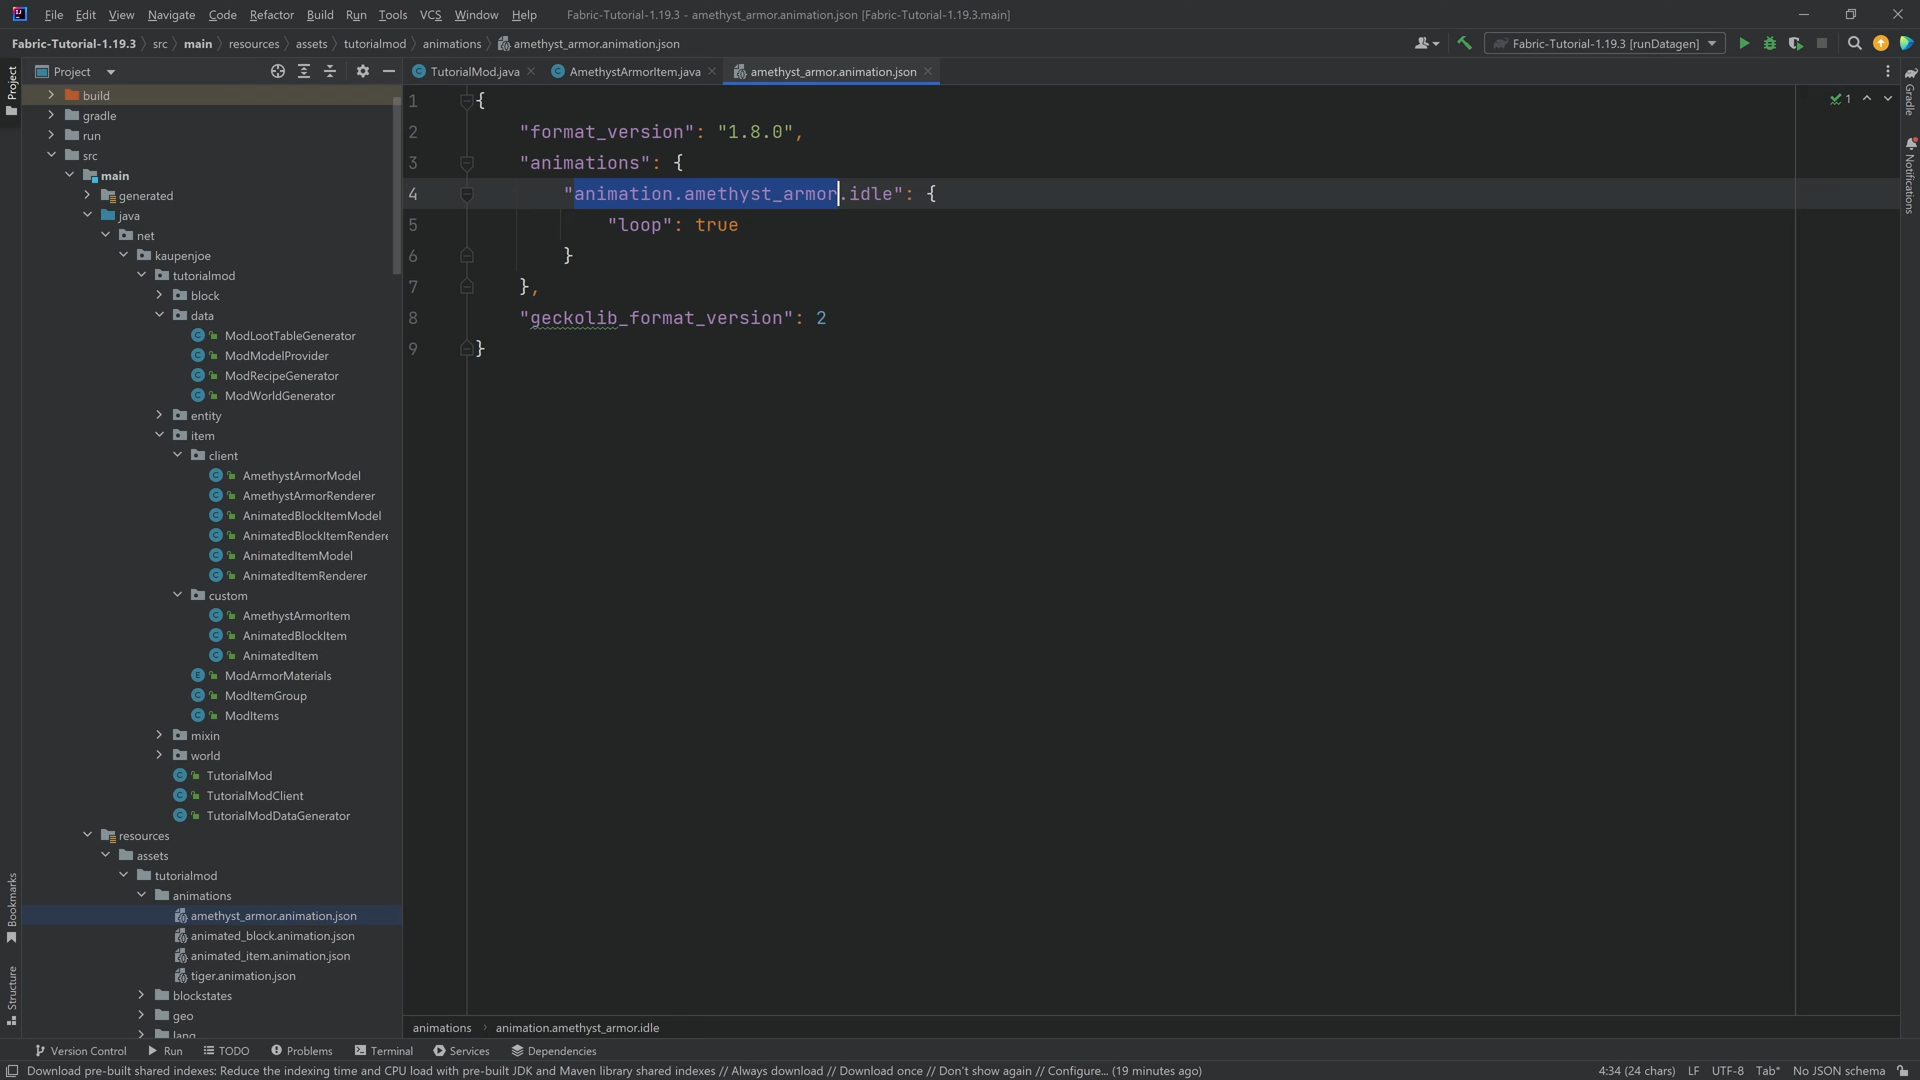 File Edit View Navigate Code Refactor Build Run Tools VCS Window Help Fabric-Tutorial-1.19.3 - amethyst_armor.animation.json [Fabric-Tutorial-1.19.3.main]
Fabric-Tutorial-1.19.3 src main resources assets tutorialmod animations amethyst_armor.animation.json Fabric-Tutorial-1.19.3 [runDatagen]
Project
Project
TutorialMod.java AmethystArmorItem.java amethyst_armor.animation.json
build
gradle
run
src
main
generated
java
net
kaupenjoe
tutorialmod
block
data
ModLootTableGenerator
ModModelProvider
ModRecipeGenerator
ModWorldGenerator
entity
item
client
AmethystArmorModel
AmethystArmorRenderer
AnimatedBlockItemModel
AnimatedBlockItemRendere
AnimatedItemModel
AnimatedItemRenderer
custom
AmethystArmorItem
AnimatedBlockItem
AnimatedItem
ModArmorMaterials
ModItemGroup
ModItems
mixin
world
TutorialMod
TutorialModClient
TutorialModDataGenerator
resources
assets
tutorialmod
animations
amethyst_armor.animation.json
animated_block.animation.json
animated_item.animation.json
tiger.animation.json
blockstates
geo
lang
Bookmarks
Structure
1 {
2 "format_version": "1.8.0",
3 "animations": {
4 "animation.amethyst_armor.idle": {
5 "loop": true
6 }
7 },
8 "geckolib_format_version": 2
9 }
1
Gradle
Notifications
animations animation.amethyst_armor.idle
Version Control Run TODO Problems Terminal Services Dependencies
Download pre-built shared indexes: Reduce the indexing time and CPU load with pre-built JDK and Maven library shared indexes // Always download // Download once // Don't show again // Configure... (19 minutes ago) 4:34 (24 chars) LF UTF-8 Tab* No JSON schema